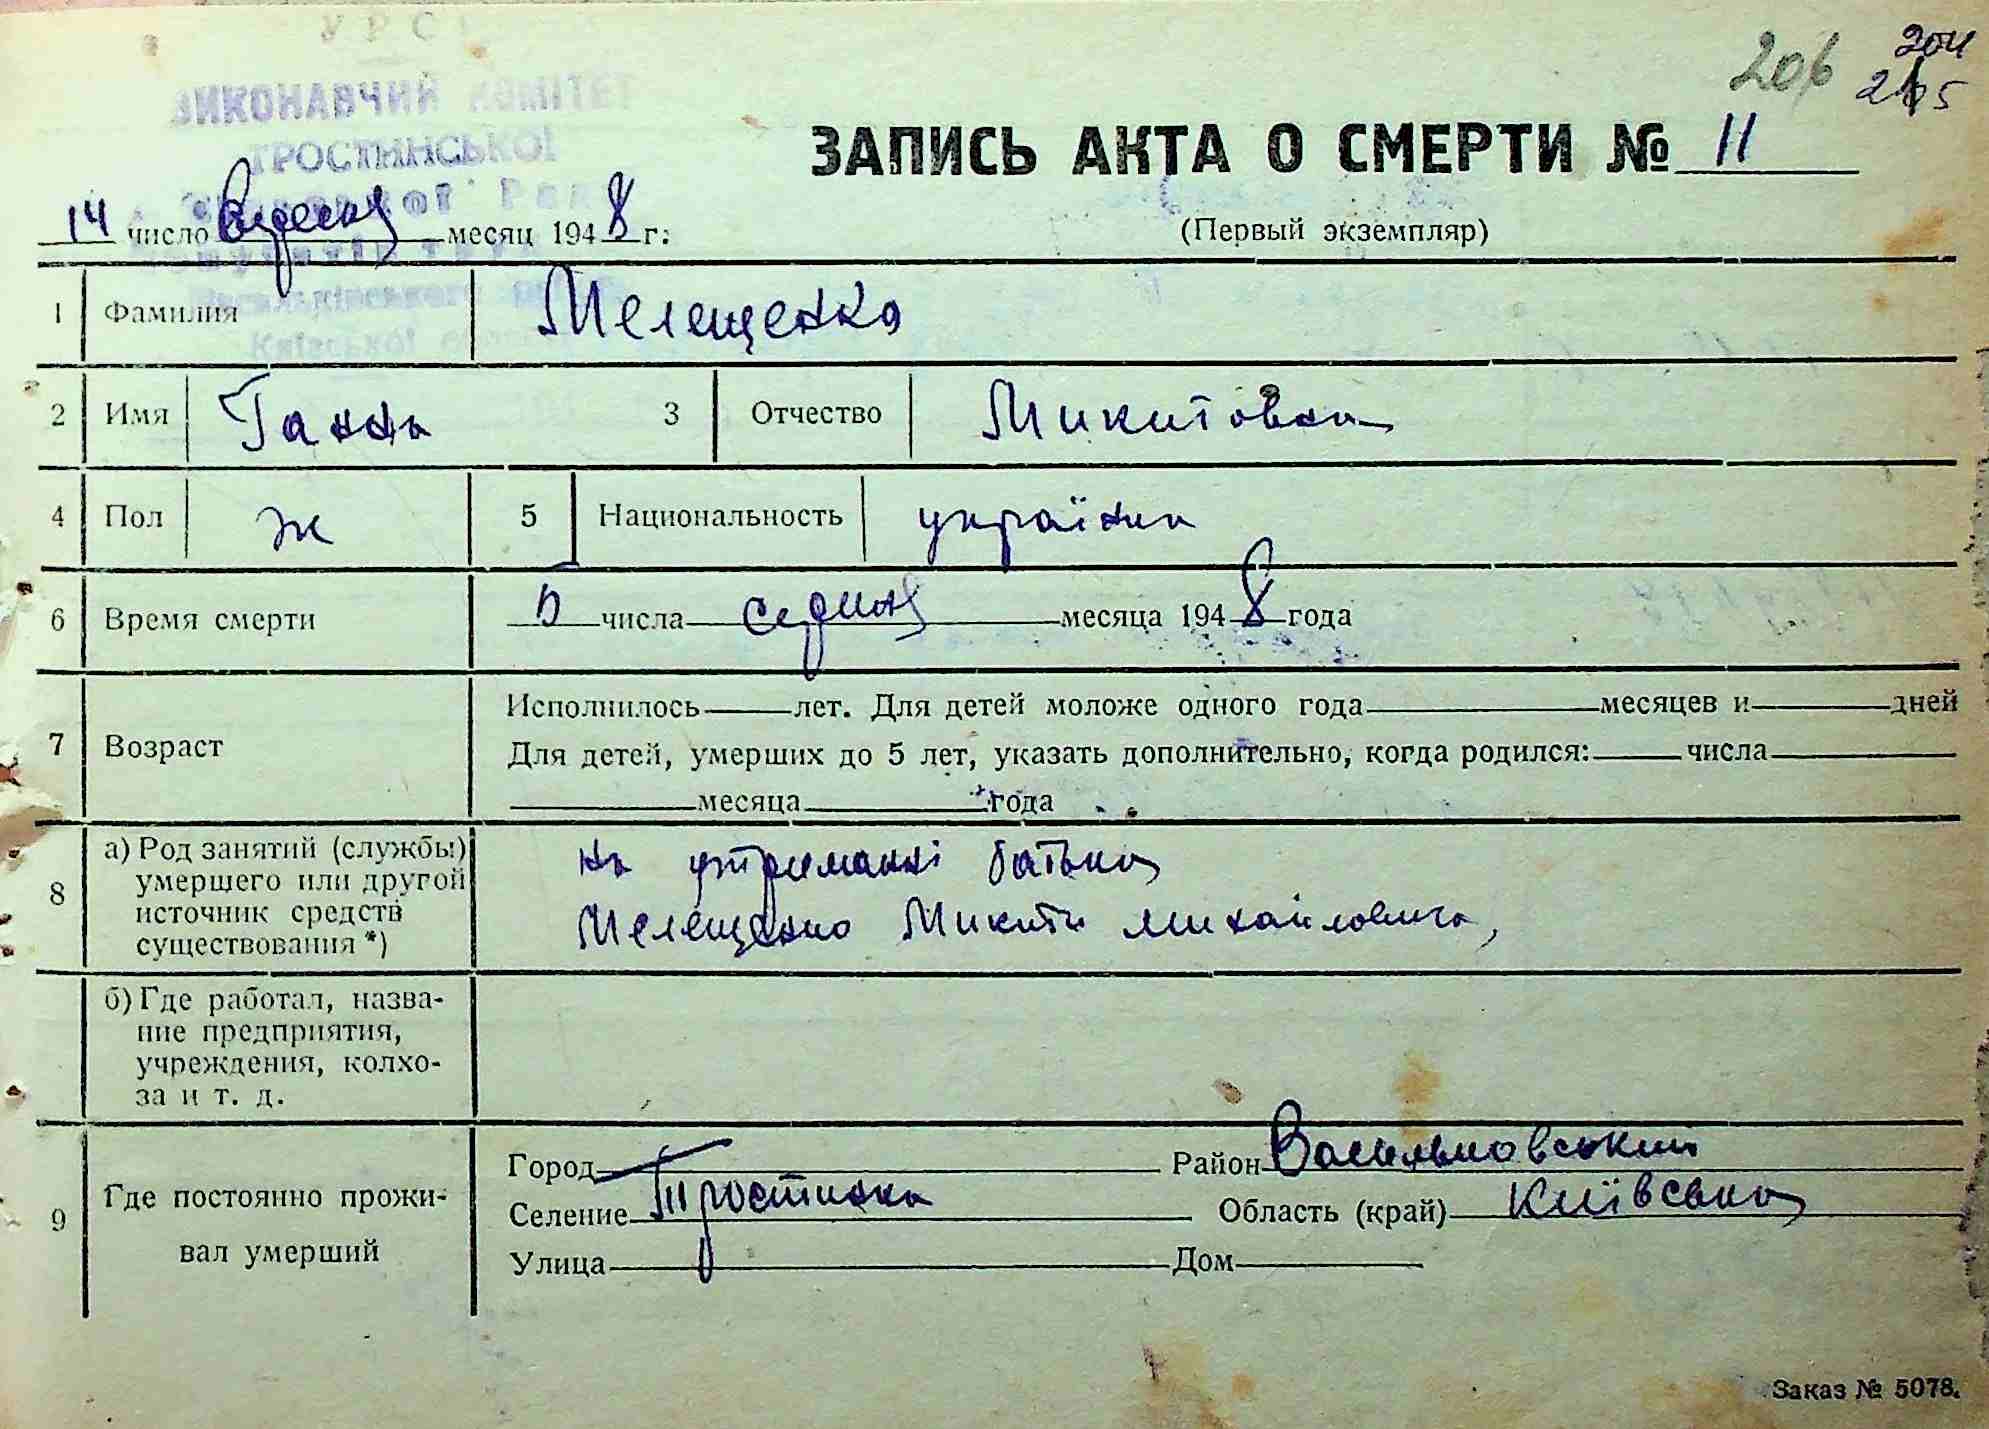 УРСР
ВИКОНАВЧИЙ КОМІТЕТ
ТРОСТИНСЬКОЇ
206 204
205
ЗАПИСЬ АКТА О СМЕРТИ № 11
(Первый экземпляр)
14 число вересня месяц 1948 г.
Київської
1 Фамилия Мелещенко
2 Имя Ганна 3 Отчество Микитовна
4 Пол ж 5 Национальность українка
6 Время смерти 5 числа серпня месяца 1948 года
7 Возраст
Исполнилось лет. Для детей моложе одного года месяцев и дней
Для детей, умерших до 5 лет, указать дополнительно, когда родился: числа
месяца года
8 а) Род занятий (службы)
умершего или другой
источник средств
существования *)
на утриманні батька
Мелещенко Микити Михайловича,
б) Где работал, назва-
ние предприятия,
учреждения, колхо-
за и т. д.
9 Где постоянно прожи-
вал умерший
Город Район Васильковський
Селение Тростинка Область (край) Київська
Улица Дом
Заказ № 5078.